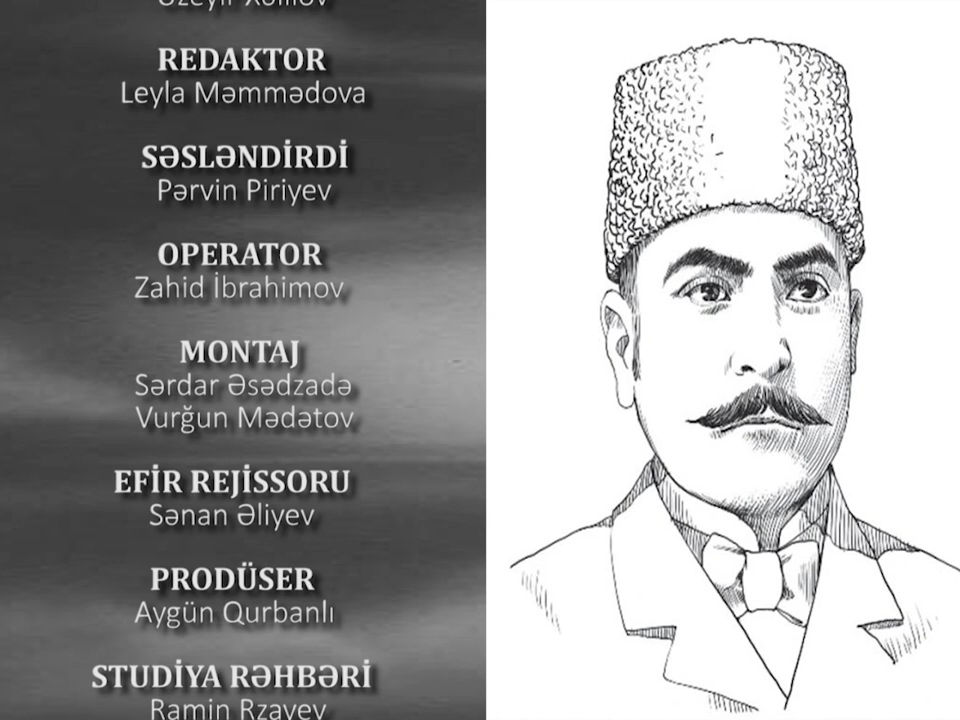 REDAKTOR
Leyla Məmmədova
SƏSLƏNDİRDİ
Pərvin Piriyev
OPERATOR
Zahid İbrahimov
MONTAJ
Sərdar Əsədzadə
Vurğun Mədətov
EFİR REJİSSORU
Sənan Əliyev
PRODÜSER
Aygün Qurbanlı
STUDİYA RƏHBƏRİ
Ramin Rzayev